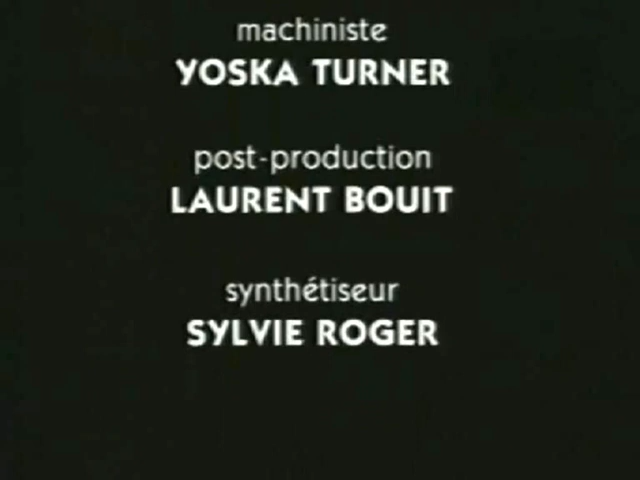 machiniste
YOSKA TURNER
post-production
LAURENT BOUIT
synthétiseur
SYLVIE ROGER